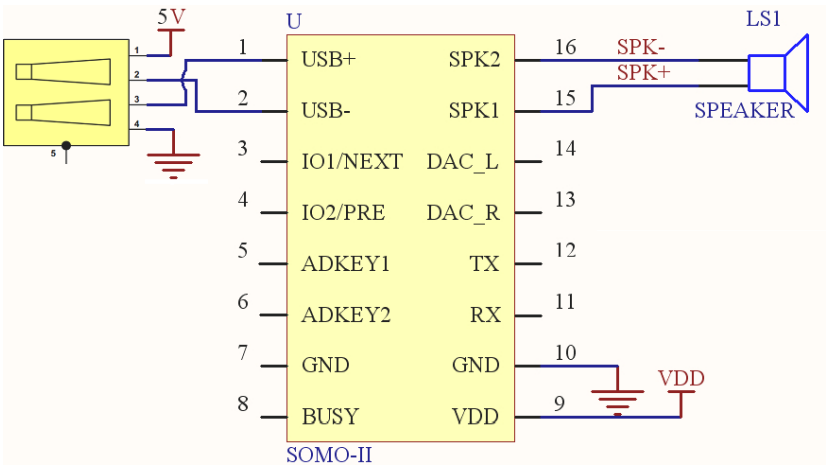 5V
U
LS1
1
2
3
4
5
1 USB+ SPK2 16 SPK-
2 USB- SPK1 15 SPK+
SPEAKER
3 IO1/NEXT DAC_L 14
4 IO2/PRE DAC_R 13
5 ADKEY1 TX 12
6 ADKEY2 RX 11
7 GND GND 10
8 BUSY VDD 9 VDD
SOMO-II